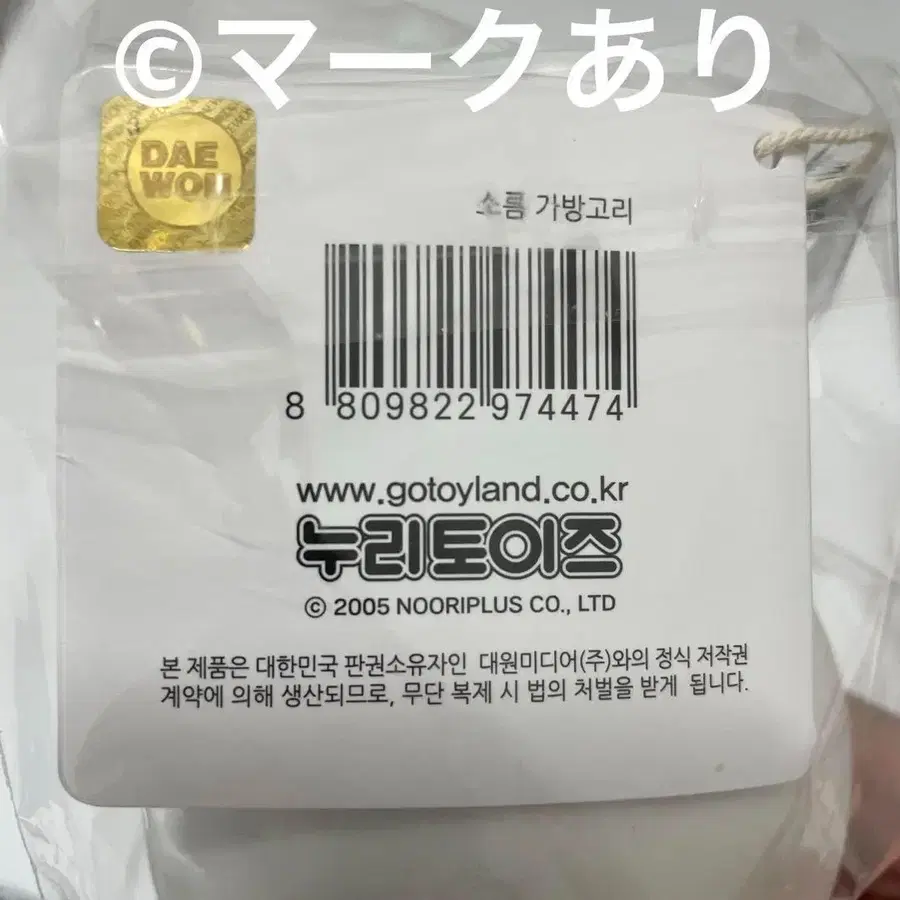 ©マークあり
DAE
WON
소름 가방고리
8 809822 974474
www.gotoyland.co.kr
누리토이즈
© 2005 NOORIPLUS CO., LTD
본 제품은 대한민국 판권소유자인 대원미디어(주)와의 정식 저작권
계약에 의해 생산되므로, 무단 복제 시 법의 처벌을 받게 됩니다.